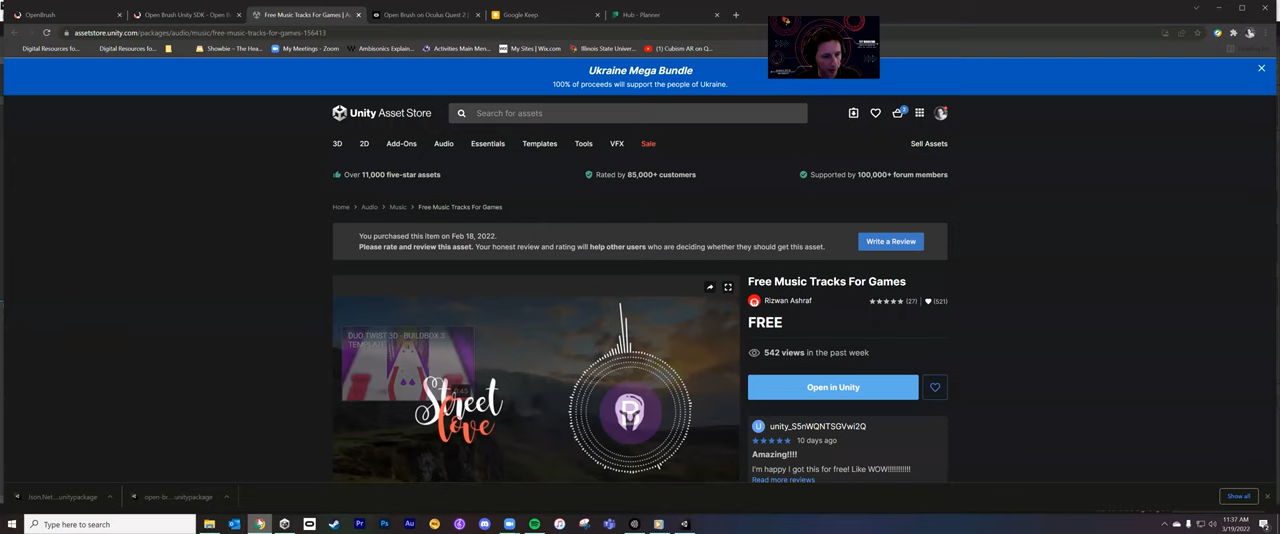 OpenBrush
Open Brush Unity SDK - Open B
Free Music Tracks For Games | A
Open Brush on Oculus Quest 2 |
Google Keep
Hub - Planner
assetstore.unity.com/packages/audio/music/free-music-tracks-for-games-156413
Digital Resources fo...
Digital Resources fo...
Showbie – The Hea...
My Meetings - Zoom
Ambisonics Explain...
Activities Main Men...
My Sites | Wix.com
Illinois State Univer...
(1) Cubism AR on Q...
Ukraine Mega Bundle
100% of proceeds will support the people of Ukraine.
Unity Asset Store
Search for assets
3D 2D Add-Ons Audio Essentials Templates Tools VFX Sale
Sell Assets
Over 11,000 five-star assets
Rated by 85,000+ customers
Supported by 100,000+ forum members
Home > Audio > Music > Free Music Tracks For Games
You purchased this item on Feb 18, 2022.
Please rate and review this asset. Your honest review and rating will help other users who are deciding whether they should get this asset.
Write a Review
Free Music Tracks For Games
Rizwan Ashraf
(27)
(521)
FREE
DUO TWIST 3D - BUILDBOX 3
TEMPLATE
542 views in the past week
Street
love
Open in Unity
unity_S5nWQNTSGVwi2Q
10 days ago
Amazing!!!!
I'm happy I got this for free! Like WOW!!!!!!!!!!!
Read more reviews
Json.Net....unitypackage
open-br....unitypackage
Show all
Type here to search
11:37 AM
3/19/2022